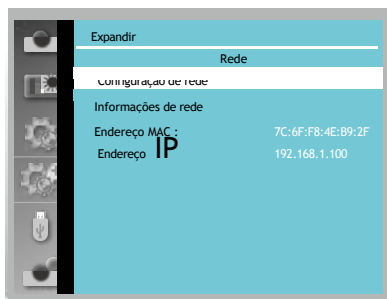 Expandir
Rede
Configuração de rede
Informações de rede
Endereço MAC : 7C:6F:F8:4E:B9:2F
Endereço IP 192.168.1.100